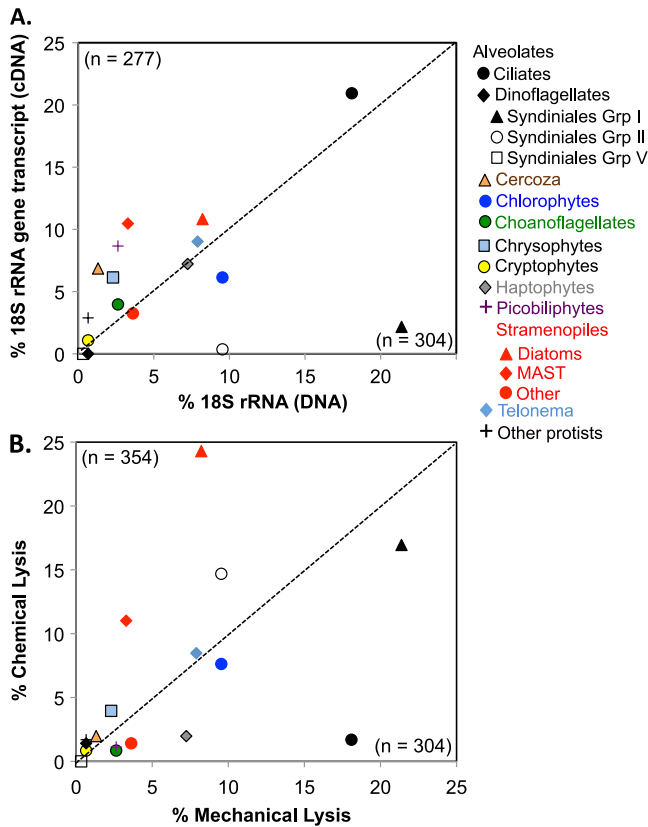 A.
25
20
15
10
5
0
% 18S rRNA gene transcript (cDNA)
(n = 277)
(n = 304)
0 5 10 15 20
% 18S rRNA (DNA)
Alveolates
Ciliates
Dinoflagellates
Syndiniales Grp I
Syndiniales Grp II
Syndiniales Grp V
Cercoza
Chlorophytes
Choanoflagellates
Chrysophytes
Cryptophytes
Haptophytes
Picobiliphytes
Stramenopiles
Diatoms
MAST
Other
Telonema
Other protists
B.
25
20
15
10
5
0
% Chemical Lysis
(n = 354)
(n = 304)
0 5 10 15 20 25
% Mechanical Lysis